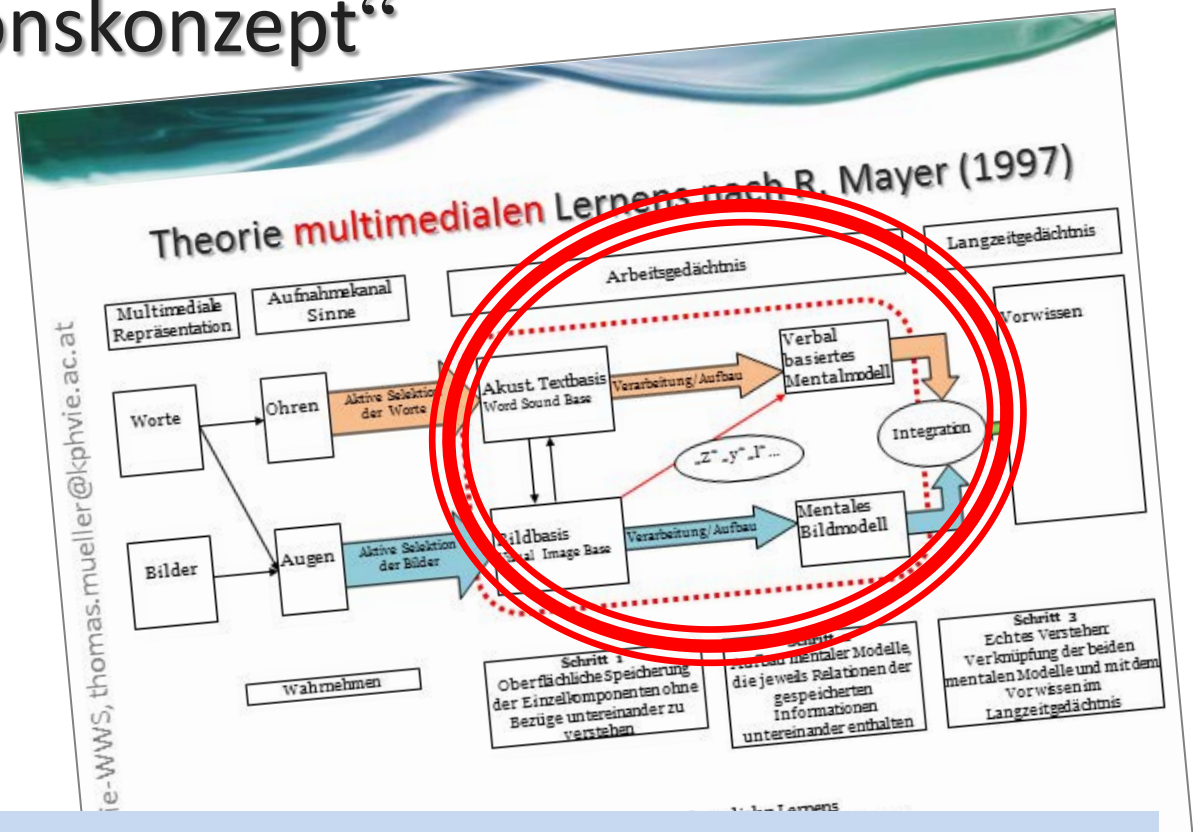 onskonzept“
Theorie multimedialen Lernens nach R. Mayer (1997)
Multimediale
Repräsentation
Aufnahmekanal
Sinne
Arbeitsgedächtnis
Langzeitgedächtnis
Worte
Ohren
Aktive Selektion
der Worte
Akust. Textbasis
Word Sound Base
Verarbeitung/Aufbau
Verbal
basiertes
Mentalmodell
Vorwissen
Integration
„z“ „y“ „l“ ...
Bilder
Augen
Aktive Selektion
der Bilder
Bildbasis
Image Base
Verarbeitung/Aufbau
Mentales
Bildmodell
Wahrnehmen
Schritt 1
Oberflächliche Speicherung
der Einzelkomponenten ohne
Bezüge untereinander zu
verstehen
Schritt
Aufbau mentaler Modelle,
die jeweils Relationen der
gespeicherten
Informationen
untereinander enthalten
Schritt 3
Echtes Verstehen:
Verknüpfung der beiden
mentalen Modelle und mit dem
Vorwissen im
Langzeitgedächtnis
ie-WWS, thomas.mueller@kphvie.ac.at
Lernens